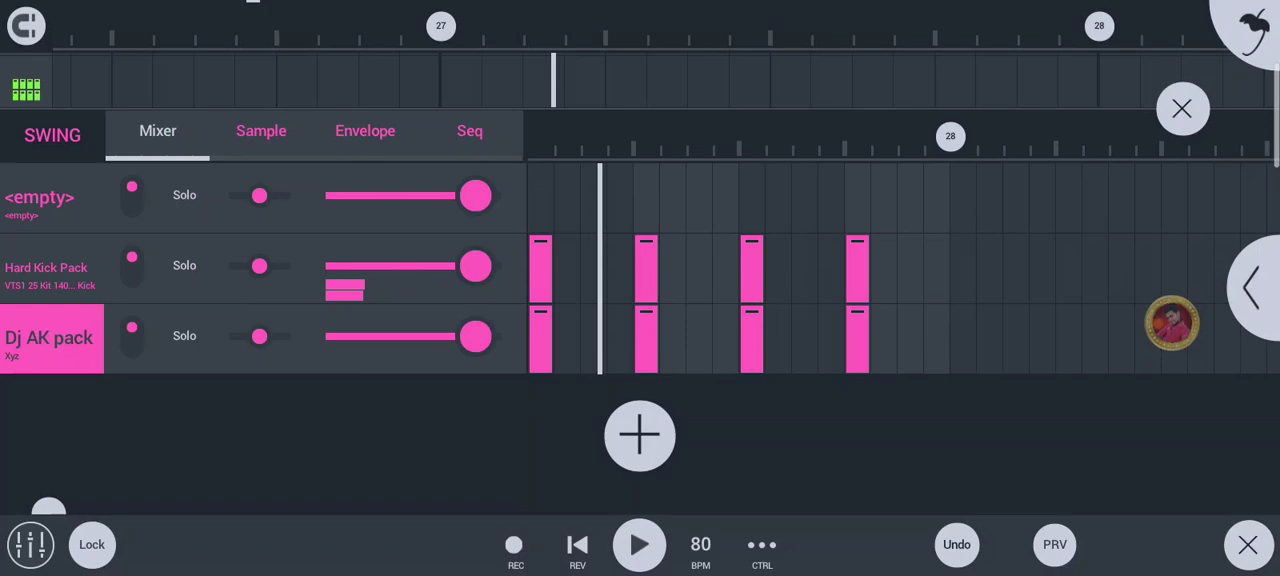 27
28
SWING
Mixer
Sample
Envelope
Seq
28
<empty>
<empty>
Solo
Hard Kick Pack
VTS1 25 Kit 140... Kick
Solo
Dj AK pack
Xyz
Solo
Lock
REC
REV
80
BPM
CTRL
Undo
PRV